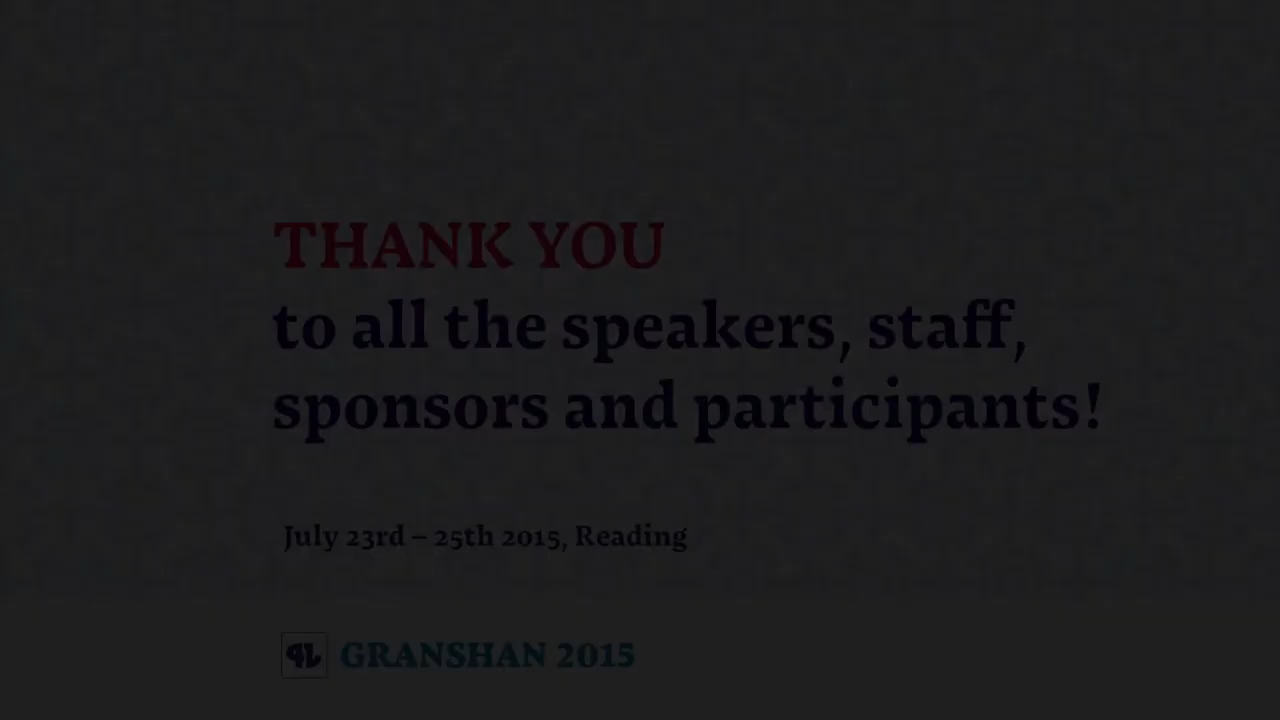 THANK YOU
to all the speakers, staff,
sponsors and participants!
July 23rd – 25th 2015, Reading
GRANSHAN 2015